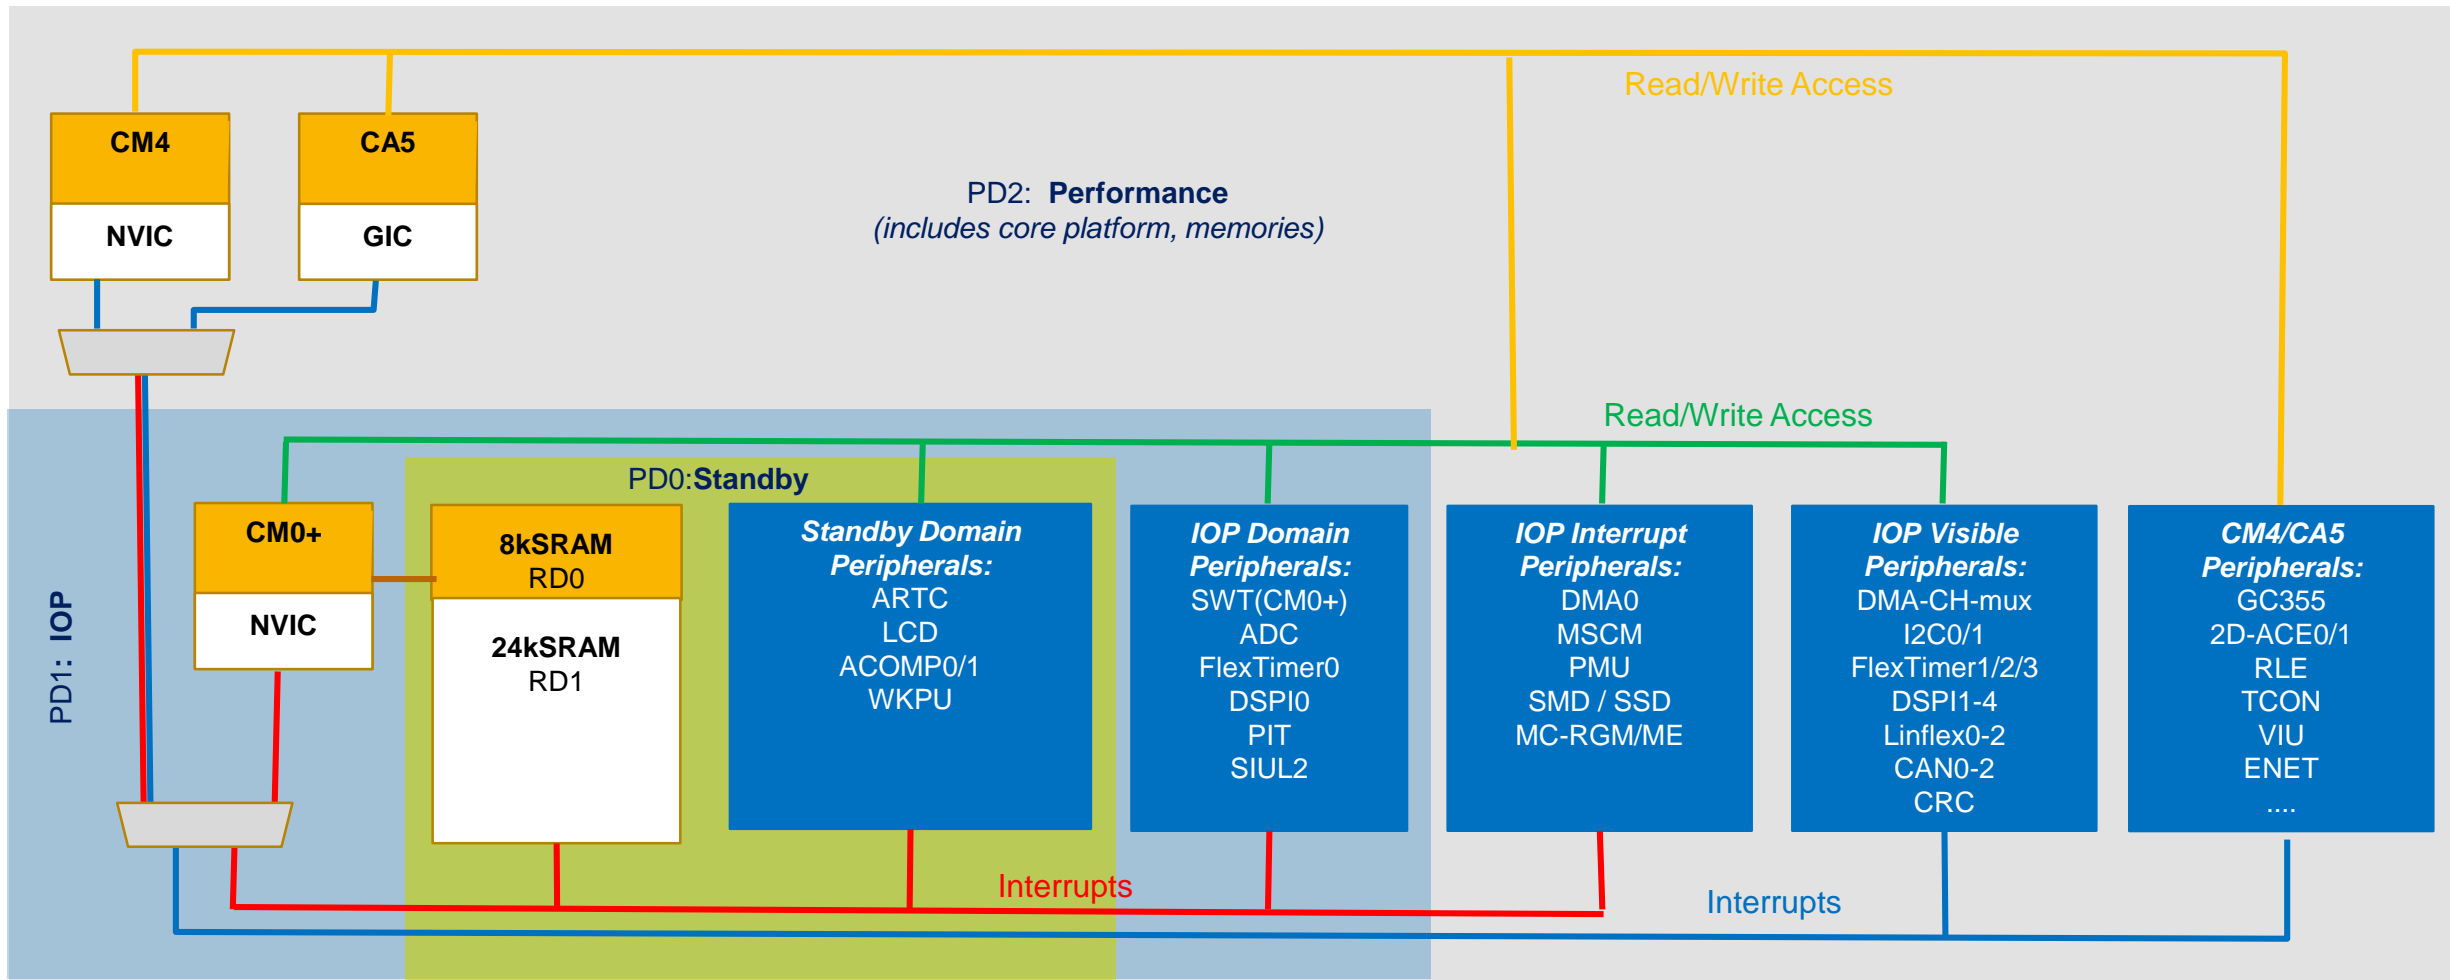 Read/Write Access
CM4
NVIC
CA5
GIC
PD2: Performance
(includes core platform, memories)
Read/Write Access
PD1: IOP
PD0:Standby
CM0+
NVIC
8kSRAM
RD0
24kSRAM
RD1
Standby Domain
Peripherals:
ARTC
LCD
ACOMP0/1
WKPU
IOP Domain
Peripherals:
SWT(CM0+)
ADC
FlexTimer0
DSPI0
PIT
SIUL2
IOP Interrupt
Peripherals:
DMA0
MSCM
PMU
SMD / SSD
MC-RGM/ME
IOP Visible
Peripherals:
DMA-CH-mux
I2C0/1
FlexTimer1/2/3
DSPI1-4
Linflex0-2
CAN0-2
CRC
CM4/CA5
Peripherals:
GC355
2D-ACE0/1
RLE
TCON
VIU
ENET
....
Interrupts
Interrupts